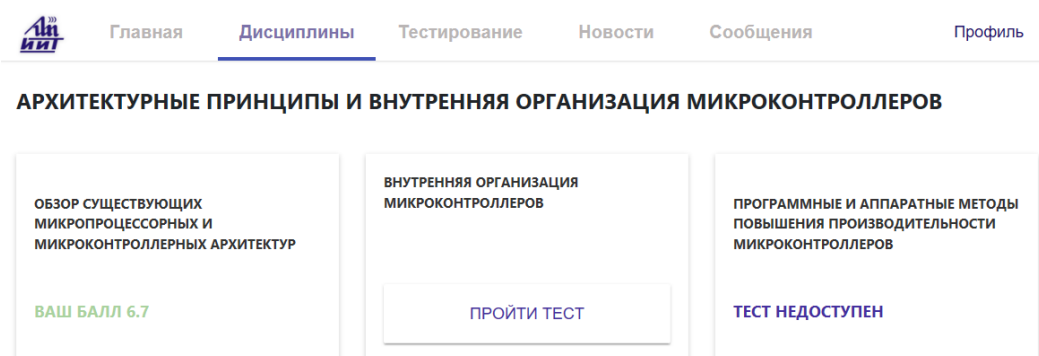 АПИ
ИИТ
Главная Дисциплины Тестирование Новости Сообщения Профиль
АРХИТЕКТУРНЫЕ ПРИНЦИПЫ И ВНУТРЕННЯЯ ОРГАНИЗАЦИЯ МИКРОКОНТРОЛЛЕРОВ
ОБЗОР СУЩЕСТВУЮЩИХ
МИКРОПРОЦЕССОРНЫХ И
МИКРОКОНТРОЛЛЕРНЫХ АРХИТЕКТУР
ВАШ БАЛЛ 6.7
ВНУТРЕННЯЯ ОРГАНИЗАЦИЯ
МИКРОКОНТРОЛЛЕРОВ
ПРОЙТИ ТЕСТ
ПРОГРАММНЫЕ И АППАРАТНЫЕ МЕТОДЫ
ПОВЫШЕНИЯ ПРОИЗВОДИТЕЛЬНОСТИ
МИКРОКОНТРОЛЛЕРОВ
ТЕСТ НЕДОСТУПЕН